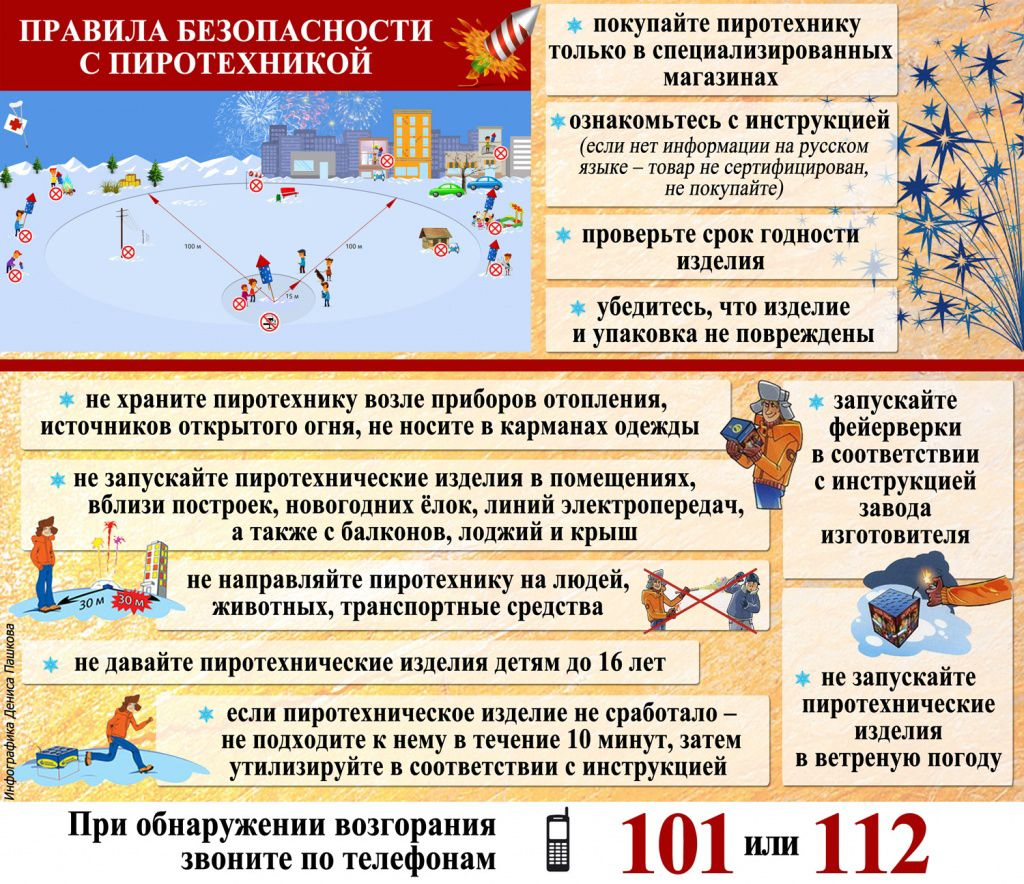 ПРАВИЛА БЕЗОПАСНОСТИ
С ПИРОТЕХНИКОЙ
100 м
100 м
15 м
покупайте пиротехнику
только в специализированных
магазинах
ознакомьтесь с инструкцией
(если нет информации на русском
языке – товар не сертифицирован,
не покупайте)
проверьте срок годности
изделия
убедитесь, что изделие
и упаковка не повреждены
не храните пиротехнику возле приборов отопления,
источников открытого огня, не носите в карманах одежды
не запускайте пиротехнические изделия в помещениях,
вблизи построек, новогодних ёлок, линий электропередач,
а также с балконов, лоджий и крыш
30 м
30 м
не направляйте пиротехнику на людей,
животных, транспортные средства
не давайте пиротехнические изделия детям до 16 лет
если пиротехническое изделие не сработало –
не подходите к нему в течение 10 минут, затем
утилизируйте в соответствии с инструкцией
запускайте
фейерверки
в соответствии
с инструкцией
завода
изготовителя
не запускайте
пиротехнические
изделия
в ветреную погоду
Инфографика Дениса Пашкова
При обнаружении возгорания
звоните по телефонам
101 или 112